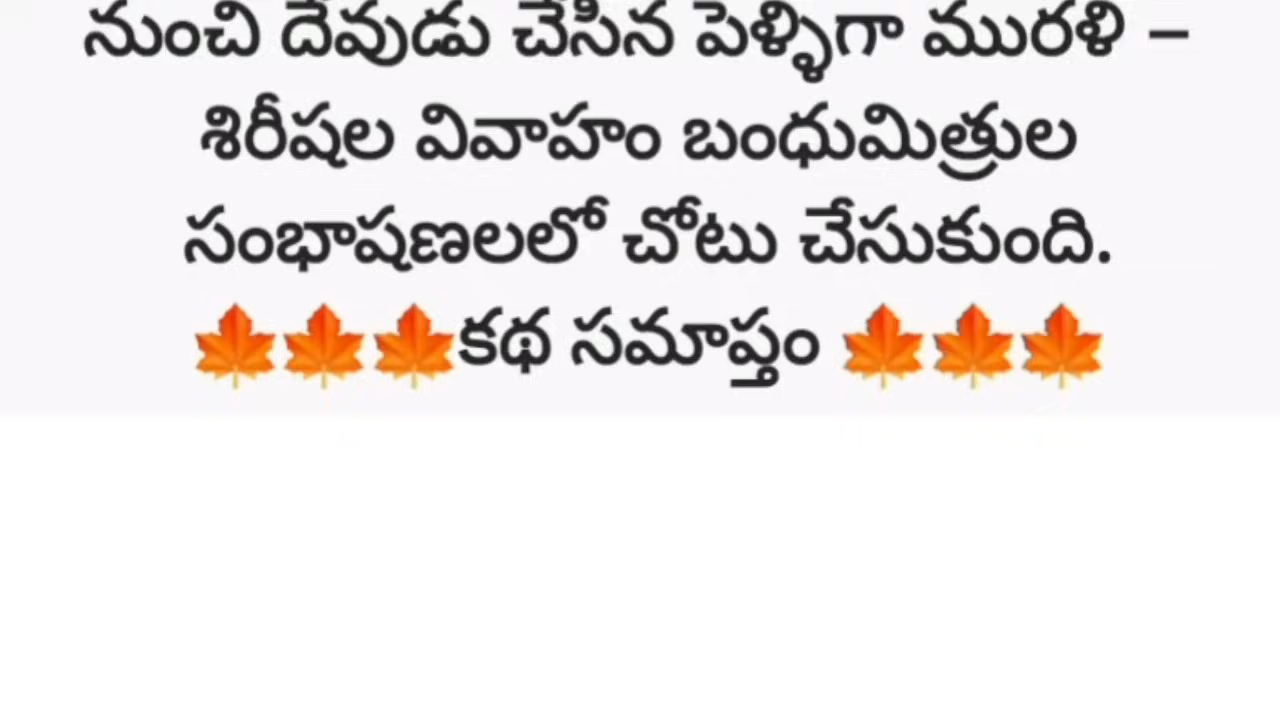 నుంచి దేవుడు చేసిన పెళ్ళిగా మురళి –
శిరీషల వివాహం బంధుమిత్రుల
సంభాషణలలో చోటు చేసుకుంది.
🍁🍁🍁కథ సమాప్తం 🍁🍁🍁